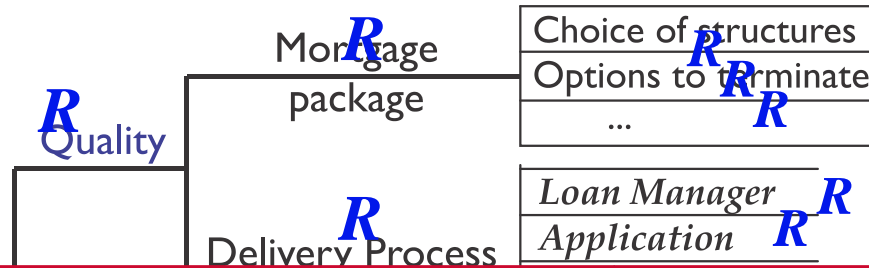 Mortgage
package
Choice of structures
R
Options to terminate
R
R
...
R
R
Quality
R
Loan Manager
R
Application
R
R
Delivery Process